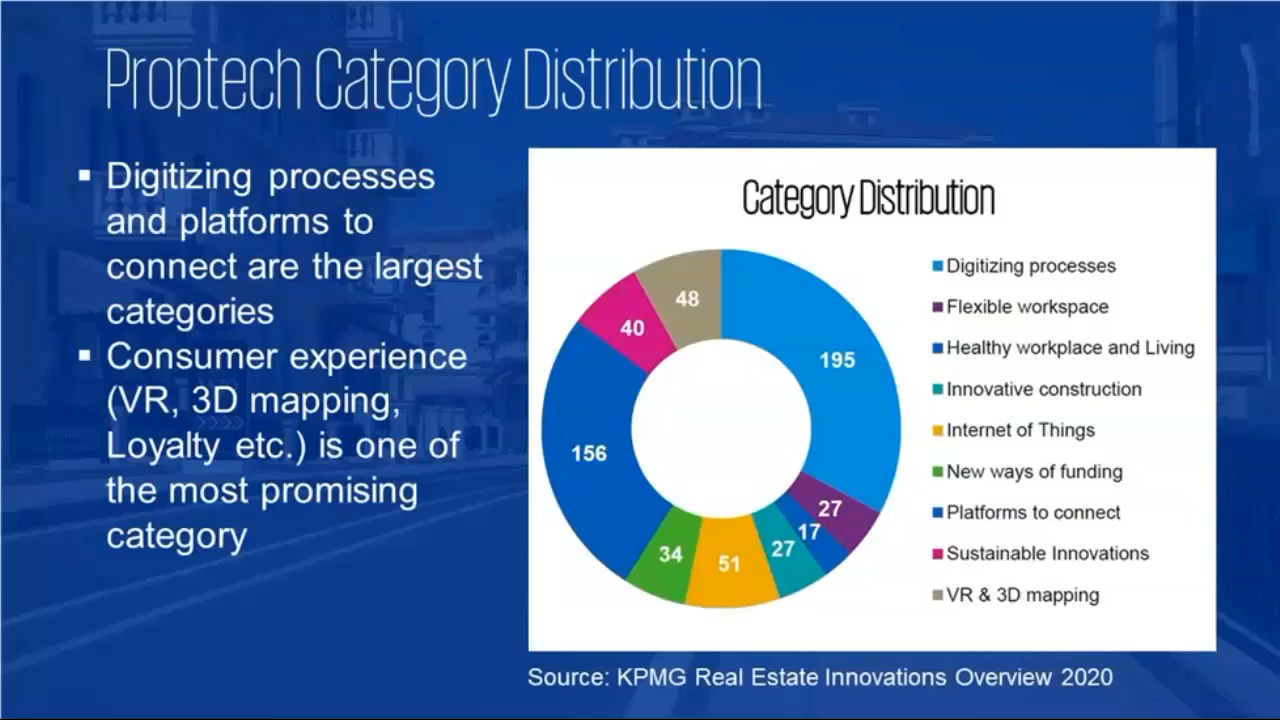 Proptech Category Distribution
▪ Digitizing processes
and platforms to
connect are the largest
categories
▪ Consumer experience
(VR, 3D mapping,
Loyalty etc.) is one of
the most promising
category
Category Distribution
195
27
17
27
51
34
156
40
48
Digitizing processes
Flexible workspace
Healthy workplace and Living
Innovative construction
Internet of Things
New ways of funding
Platforms to connect
Sustainable Innovations
VR & 3D mapping
Source: KPMG Real Estate Innovations Overview 2020